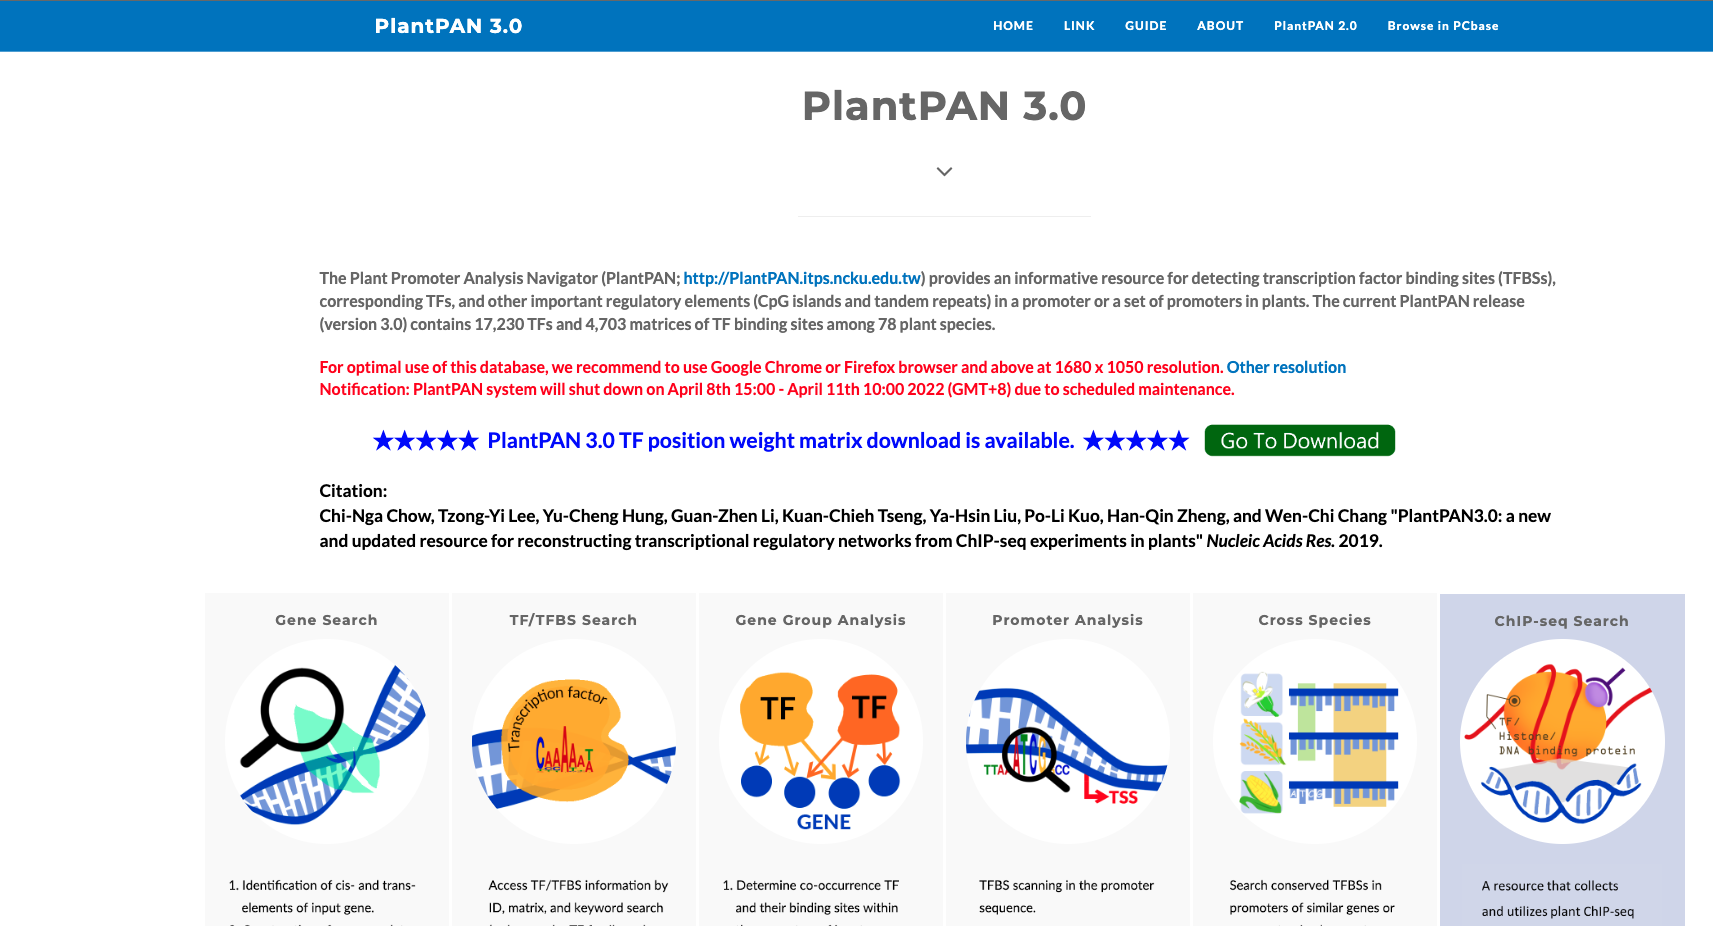 PlantPAN 3.0
HOME
LINK
GUIDE
ABOUT
PlantPAN 2.0
Browse in PCbase
PlantPAN 3.0
The Plant Promoter Analysis Navigator (PlantPAN; http://PlantPAN.itps.ncku.edu.tw) provides an informative resource for detecting transcription factor binding sites (TFBSs),
corresponding TFs, and other important regulatory elements (CpG islands and tandem repeats) in a promoter or a set of promoters in plants. The current PlantPAN release
(version 3.0) contains 17,230 TFs and 4,703 matrices of TF binding sites among 78 plant species.
For optimal use of this database, we recommend to use Google Chrome or Firefox browser and above at 1680 x 1050 resolution. Other resolution
Notification: PlantPAN system will shut down on April 8th 15:00 - April 11th 10:00 2022 (GMT+8) due to scheduled maintenance.
★★★★★ PlantPAN 3.0 TF position weight matrix download is available. ★★★★★ Go To Download
Citation:
Chi-Nga Chow, Tzong-Yi Lee, Yu-Cheng Hung, Guan-Zhen Li, Kuan-Chieh Tseng, Ya-Hsin Liu, Po-Li Kuo, Han-Qin Zheng, and Wen-Chi Chang "PlantPAN3.0: a new
and updated resource for reconstructing transcriptional regulatory networks from ChIP-seq experiments in plants" Nucleic Acids Res. 2019.
Gene Search
1. Identification of cis- and trans-
elements of input gene.
TF/TFBS Search
Transcription factor
CAAAAAT
Access TF/TFBS information by
ID, matrix, and keyword search
Gene Group Analysis
TF
TF
GENE
1. Determine co-occurrence TF
and their binding sites within
Promoter Analysis
TSS
TFBS scanning in the promoter
sequence.
Cross Species
Search conserved TFBSs in
promoters of similar genes or
ChIP-seq Search
TF/
Histone/
DNA binding protein
A resource that collects
and utilizes plant ChIP-seq